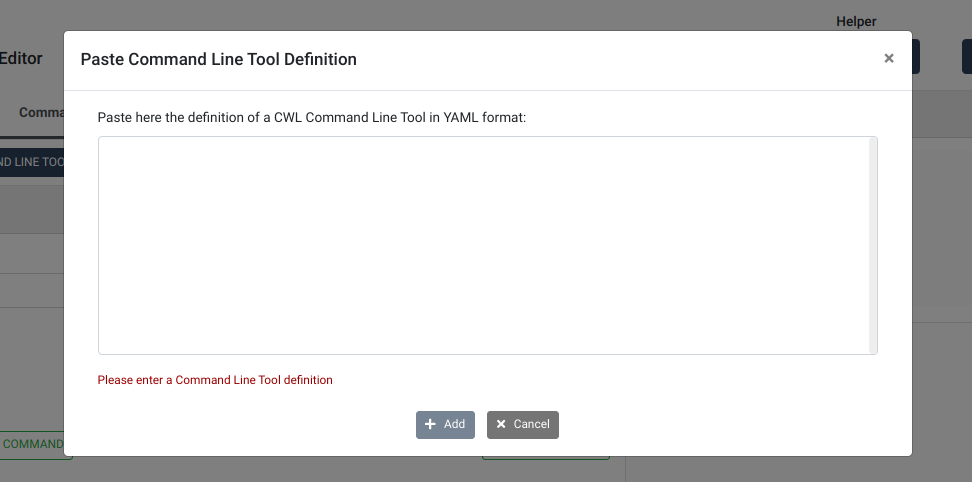 Helper
Editor
Paste Command Line Tool Definition
×
Comma
Paste here the definition of a CWL Command Line Tool in YAML format:
ND LINE TOO
Please enter a Command Line Tool definition
Add
Cancel
COMMAND